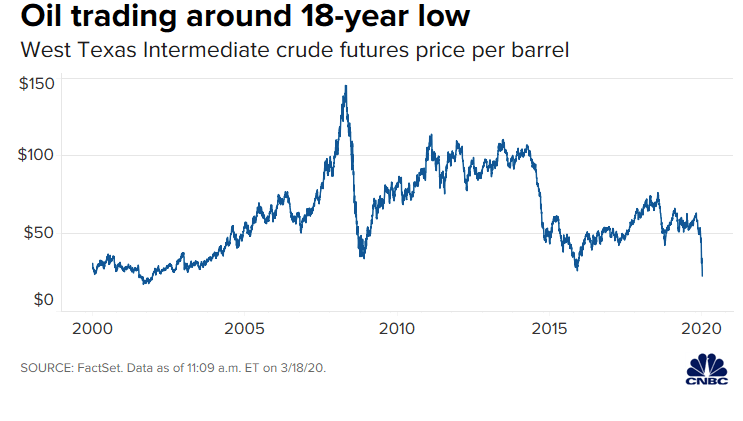 Oil trading around 18-year low
West Texas Intermediate crude futures price per barrel
$150
$100
$50
$0
2000 2005 2010 2015 2020
SOURCE: FactSet. Data as of 11:09 a.m. ET on 3/18/20.
CNBC